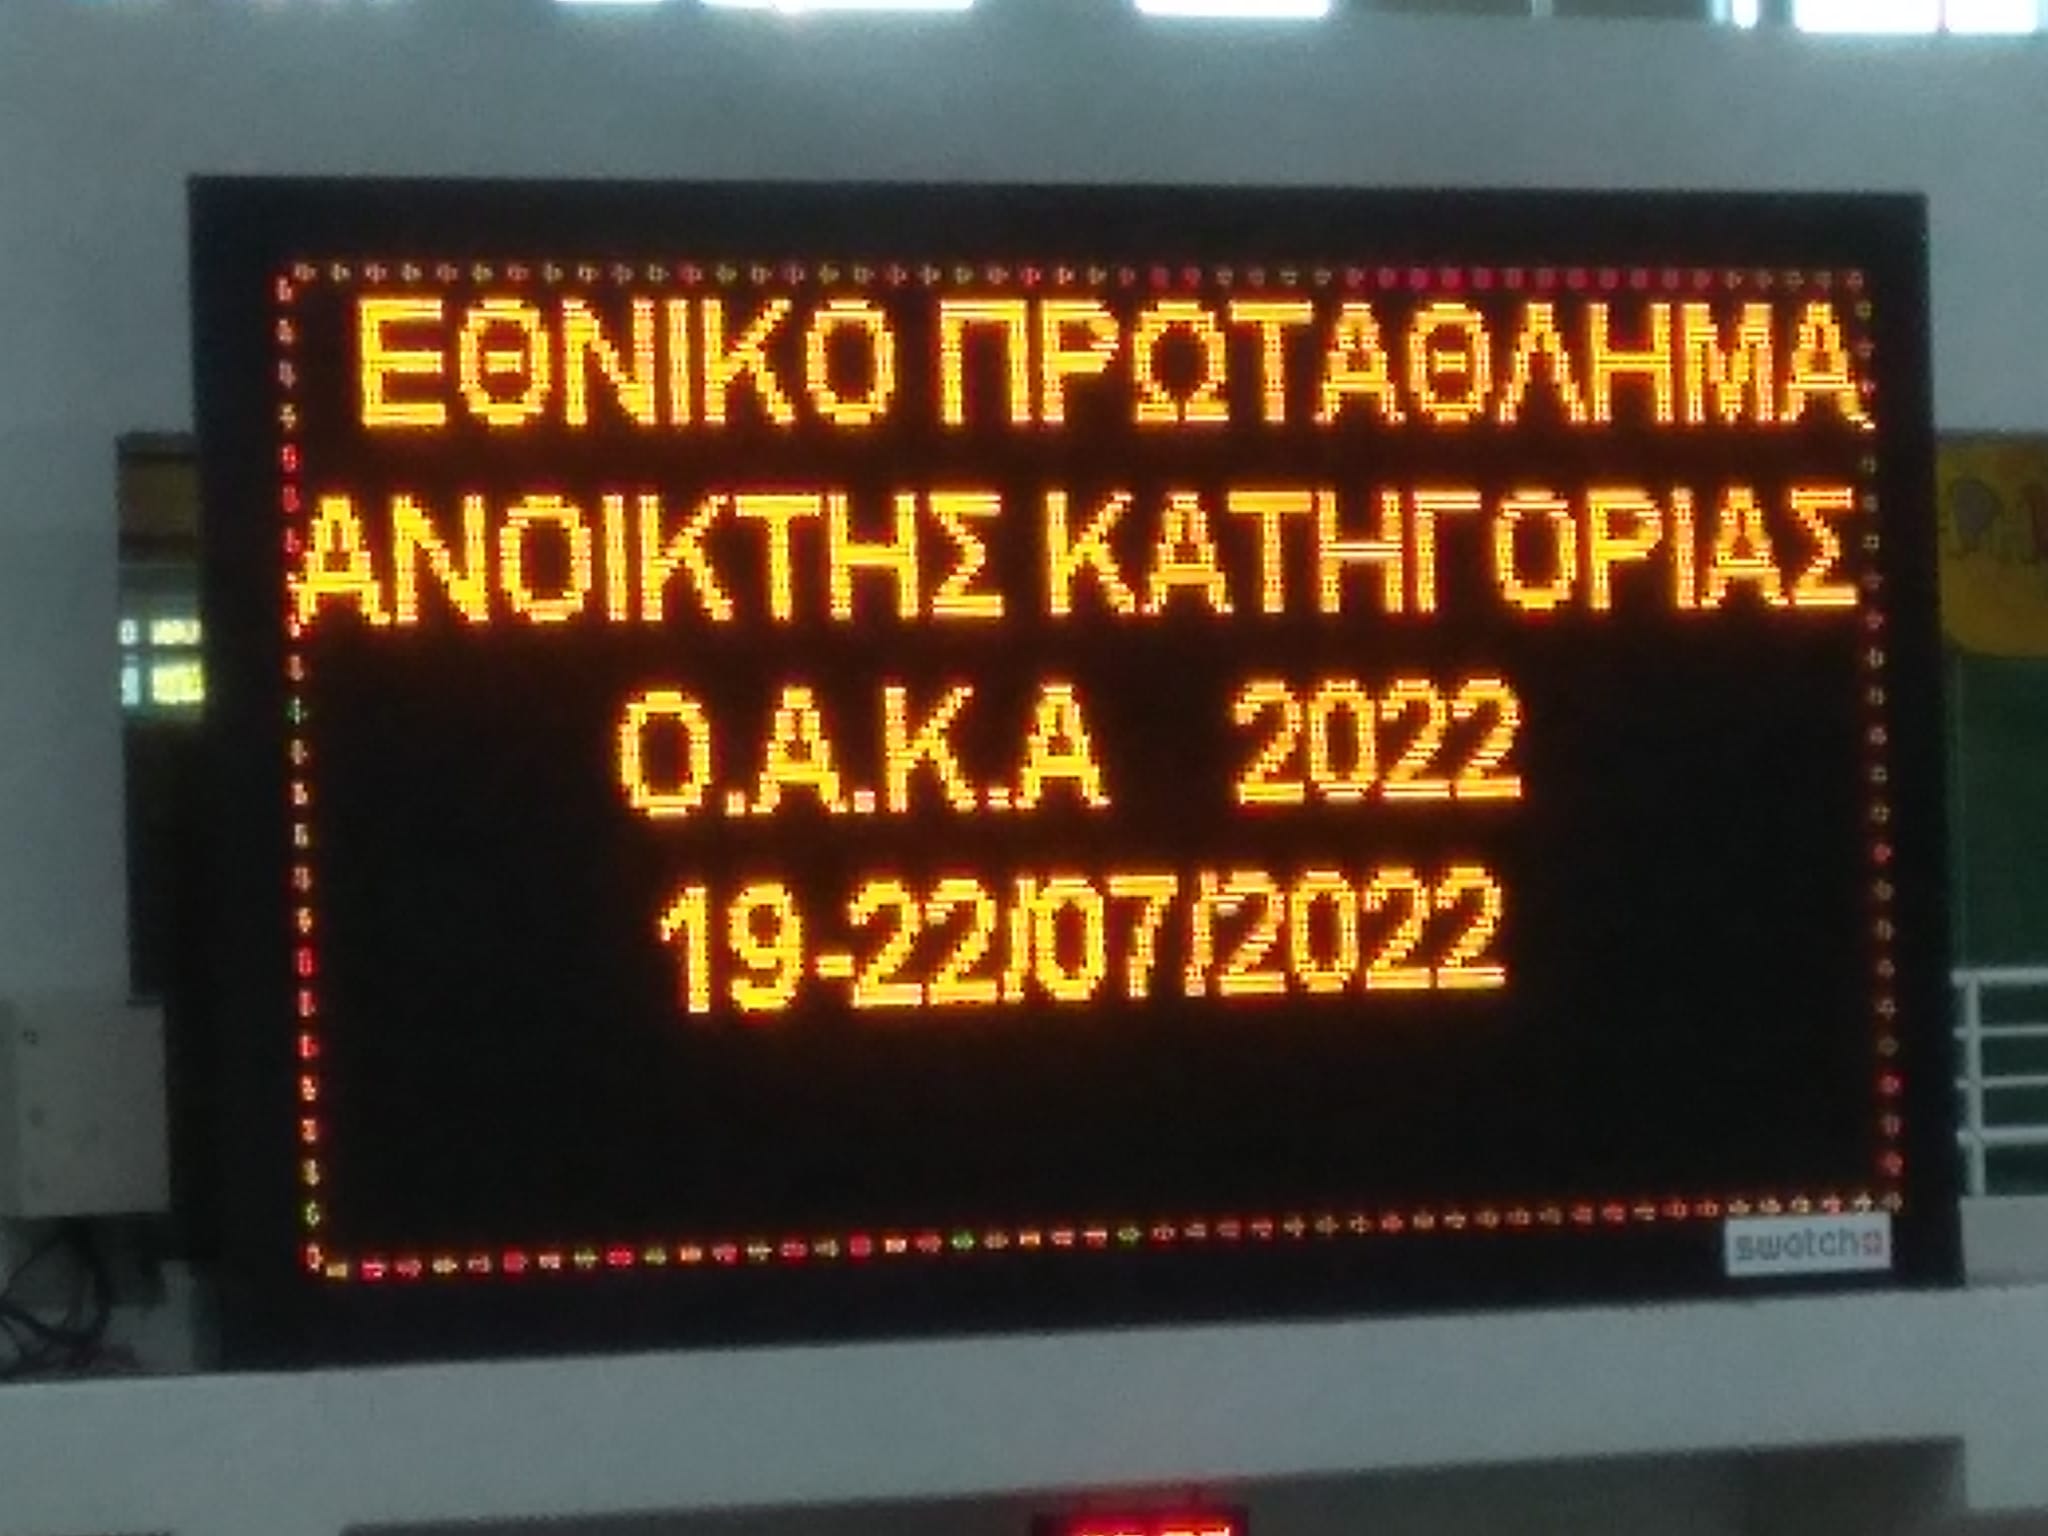 ΕΘΝΙΚΟ ΠΡΩΤΑΘΛΗΜΑ
ΑΝΟΙΚΤΗΣ ΚΑΤΗΓΟΡΙΑΣ
Ο.Α.Κ.Α 2022
19-22/07/2022
swatch